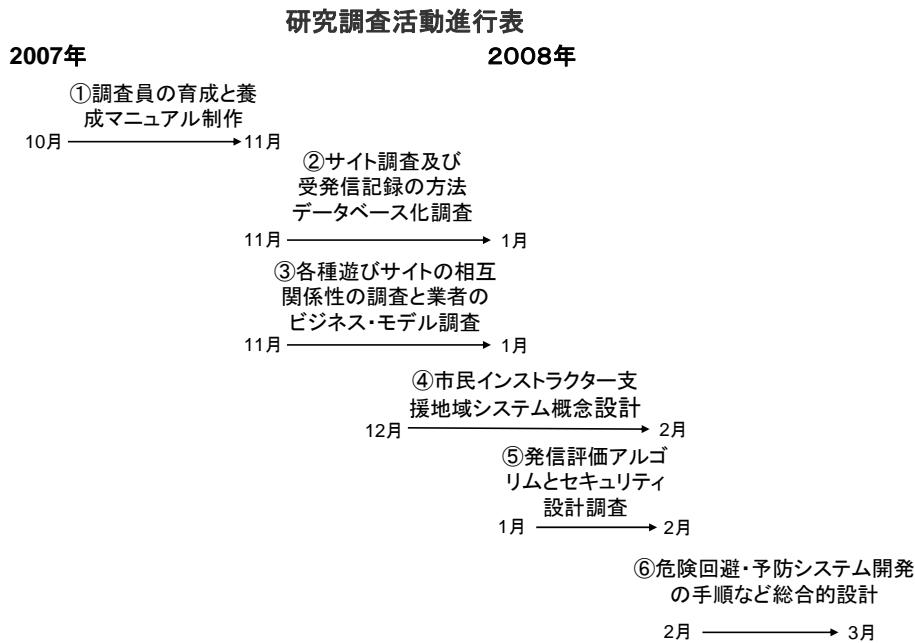 研究調査活動進行表
2007年 2008年
①調査員の育成と養
成マニュアル制作
10月 11月
②サイト調査及び
受発信記録の方法
データベース化調査
11月 1月
③各種遊びサイトの相互
関係性の調査と業者の
ビジネス・モデル調査
11月 1月
④市民インストラクター支
援地域システム概念設計
12月 2月
⑤発信評価アルゴ
リムとセキュリティ
設計調査
1月 2月
⑥危険回避・予防システム開発
の手順など総合的設計
2月 3月